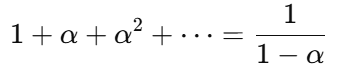 1 + α + α² + ⋯ = 1/(1 − α)